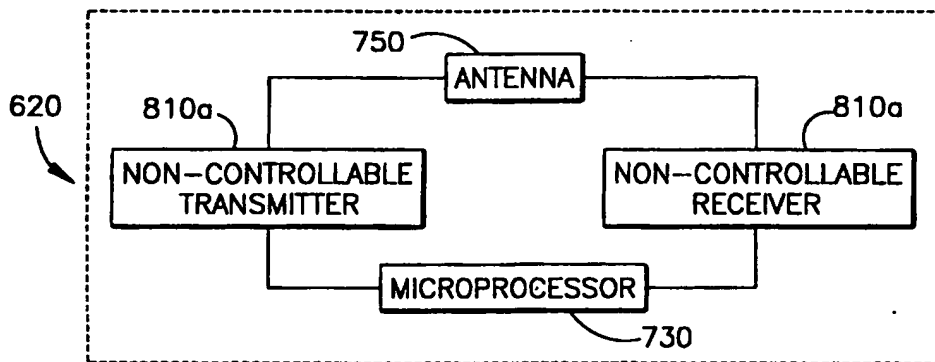 750
ANTENNA
620
810a
810a
NON-CONTROLLABLE
TRANSMITTER
NON-CONTROLLABLE
RECEIVER
MICROPROCESSOR
730